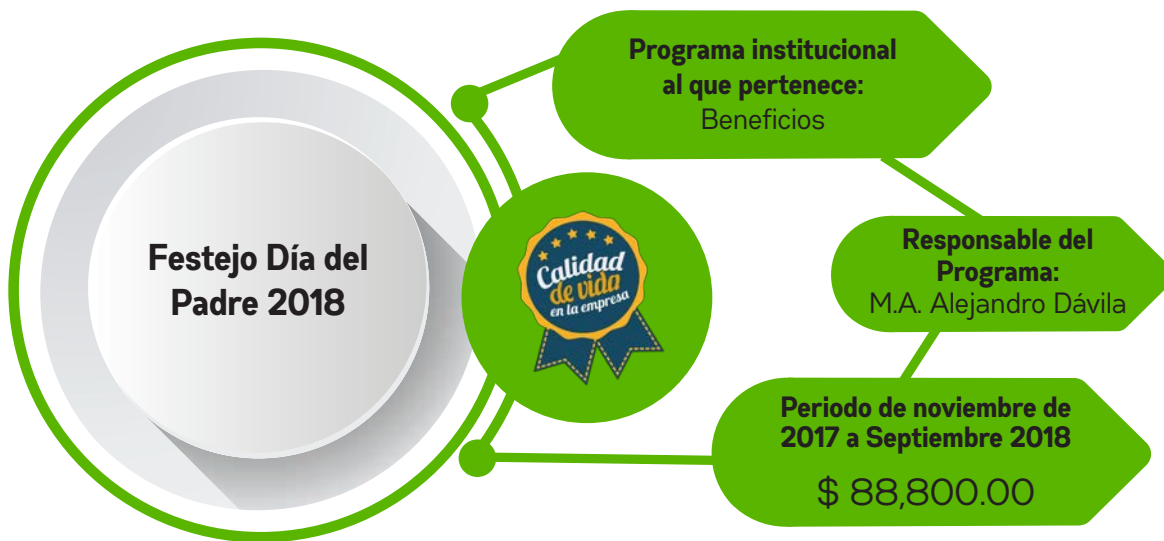 Festejo Día del
Padre 2018
Calidad
de vida
en la empresa
Programa institucional
al que pertenece:
Beneficios
Responsable del
Programa:
M.A. Alejandro Dávila
Periodo de noviembre de
2017 a Septiembre 2018
$ 88,800.00